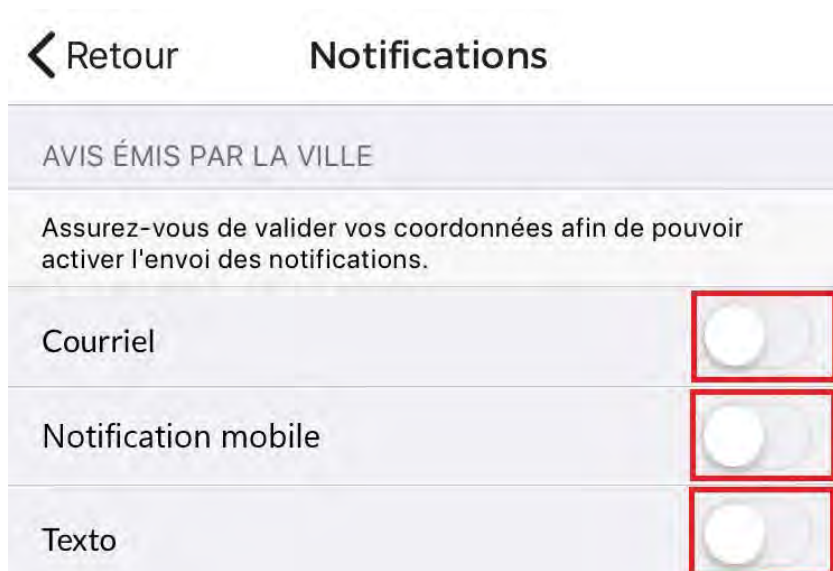 Retour Notifications
AVIS ÉMIS PAR LA VILLE
Assurez-vous de valider vos coordonnées afin de pouvoir
activer l'envoi des notifications.
Courriel
Notification mobile
Texto